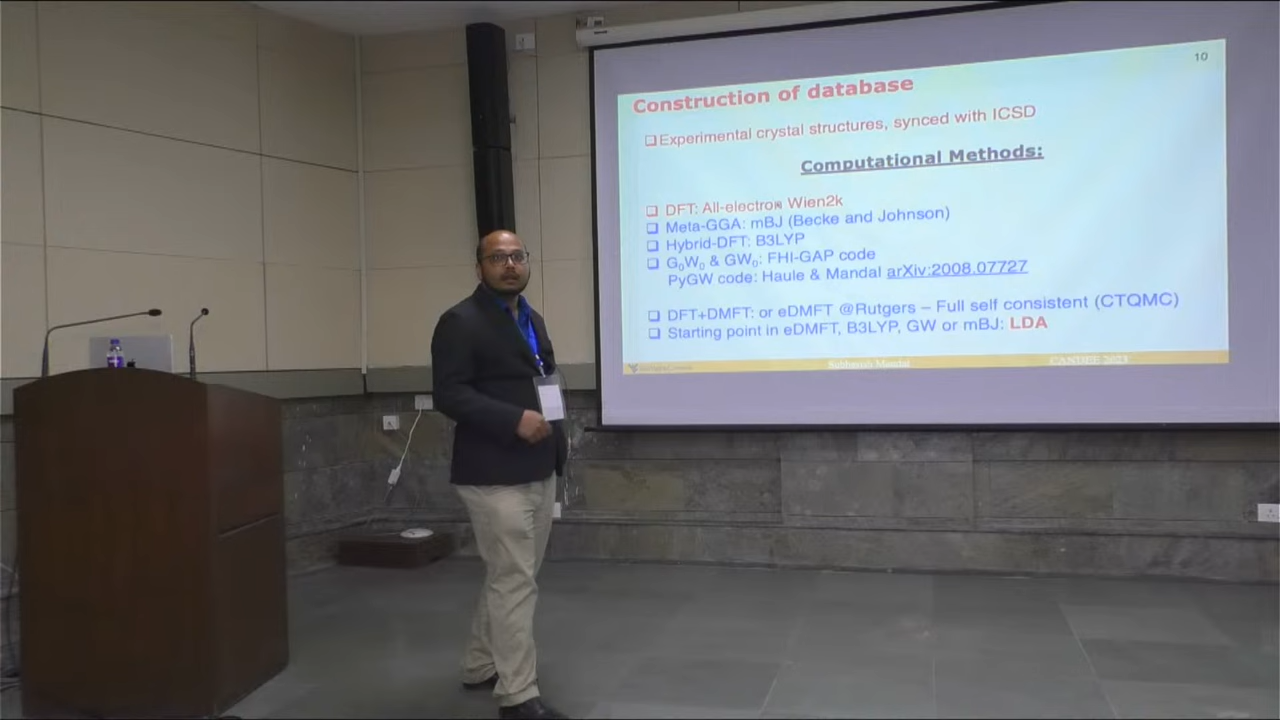 10
Construction of database
❑Experimental crystal structures, synced with ICSD
Computational Methods:
❑ DFT: All-electron Wien2k
❑ Meta-GGA: mBJ (Becke and Johnson)
❑ Hybrid-DFT: B3LYP
❑ G₀W₀ & GW₀: FHI-GAP code
PyGW code: Haule & Mandal arXiv:2008.07727
❑ DFT+DMFT: or eDMFT @Rutgers – Full self consistent (CTQMC)
❑ Starting point in eDMFT, B3LYP, GW or mBJ: LDA
Subhasish Mandal
CANDEE 2023